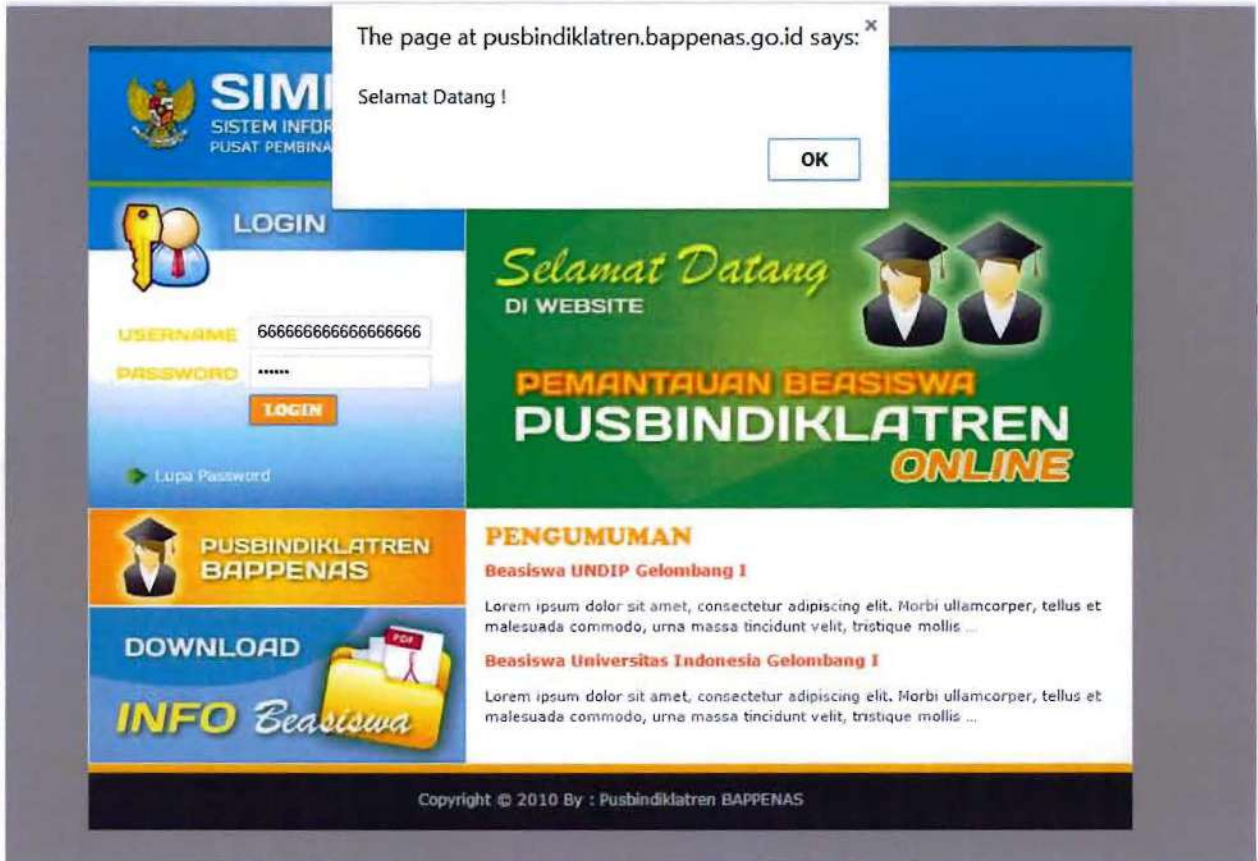 The page at pusbindiklatren.bappenas.go.id says:
×
Selamat Datang !
OK
SIM
SISTEM INFOR
PUSAT PEMBINA
LOGIN
USERNAME 666666666666666666
PASSWORD ••••••
LOGIN
Lupa Password
Selamat Datang
DI WEBSITE
PEMANTAUAN BEASISWA
PUSBINDIKLATREN
ONLINE
PUSBINDIKLATREN
BAPPENAS
DOWNLOAD
PDF
INFO Beasiswa
PENGUMUMAN
Beasiswa UNDIP Gelombang I
Lorem ipsum dolor sit amet, consectetur adipiscing elit. Morbi ullamcorper, tellus et
malesuada commodo, urna massa tincidunt velit, tristique mollis ...
Beasiswa Universitas Indonesia Gelombang I
Lorem ipsum dolor sit amet, consectetur adipiscing elit. Morbi ullamcorper, tellus et
malesuada commodo, urna massa tincidunt velit, tristique mollis ...
Copyright © 2010 By : Pusbindiklatren BAPPENAS